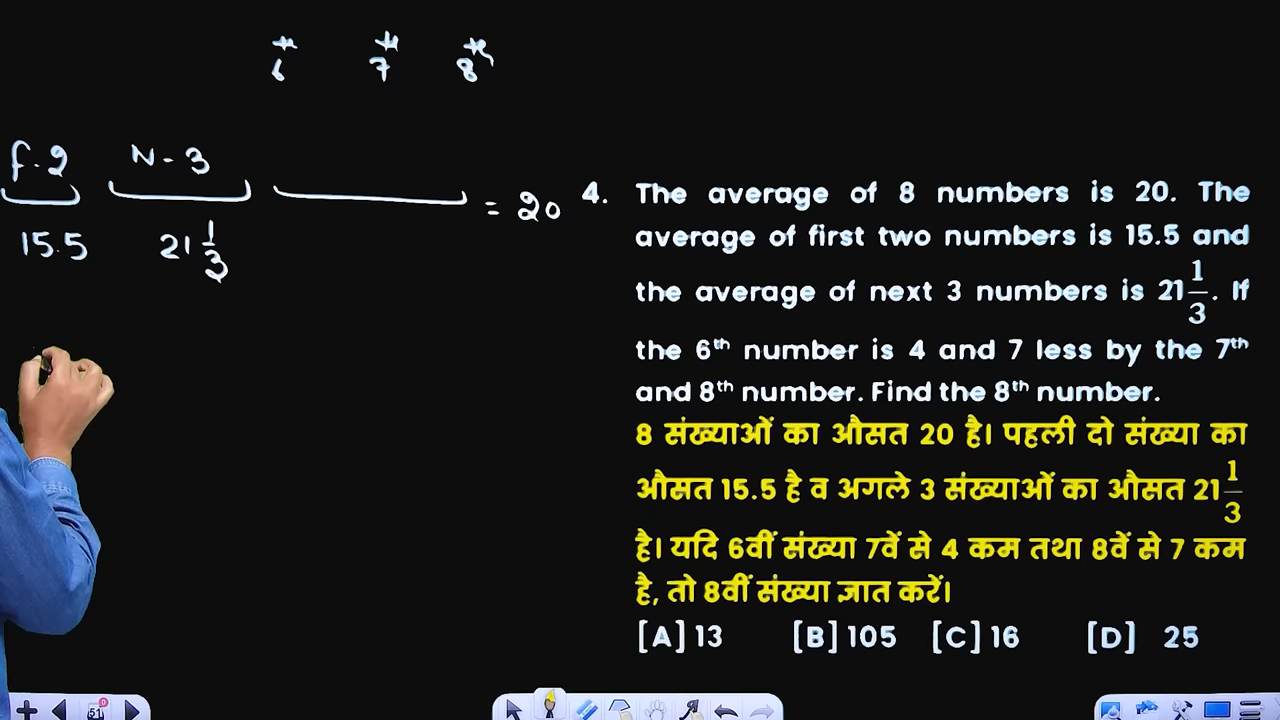 6th 7th 8th
F-2 N-3
= 20
15.5 21 1/3
4. The average of 8 numbers is 20. The
average of first two numbers is 15.5 and
the average of next 3 numbers is 21 1/3. If
the 6th number is 4 and 7 less by the 7th
and 8th number. Find the 8th number.
8 संख्याओं का औसत 20 है। पहली दो संख्या का
औसत 15.5 है व अगले 3 संख्याओं का औसत 21 1/3
है। यदि 6वीं संख्या 7वें से 4 कम तथा 8वें से 7 कम
है, तो 8वीं संख्या ज्ञात करें।
[A] 13 [B] 105 [C] 16 [D] 25
51